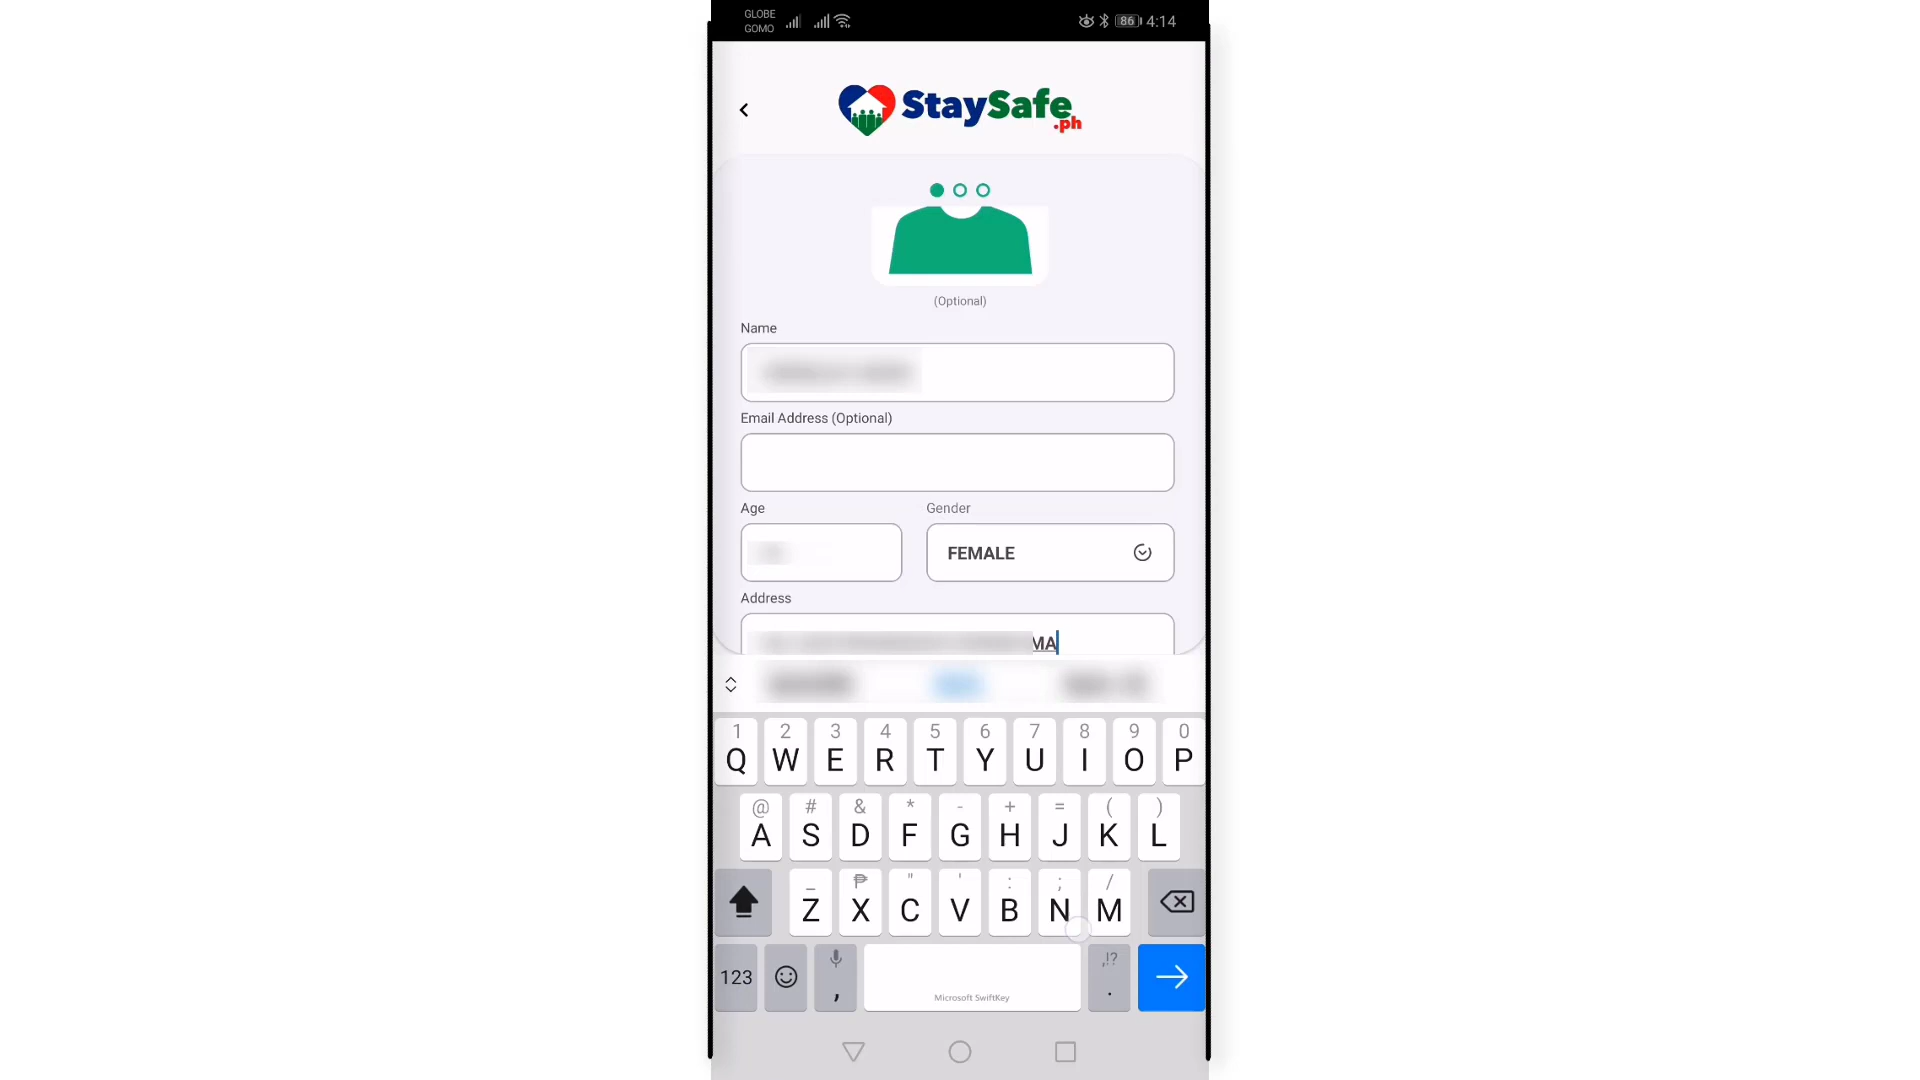 GLOBE
GOMO
86 4:14
StaySafe
.ph
(Optional)
Name
Email Address (Optional)
Age Gender
FEMALE
Address
MA
1 2 3 4 5 6 7 8 9 0
Q W E R T Y U I O P
@ # & * - + = ( )
A S D F G H J K L
_ ₱ " ' : ; /
Z X C V B N M
,!?
123 , .
Microsoft SwiftKey